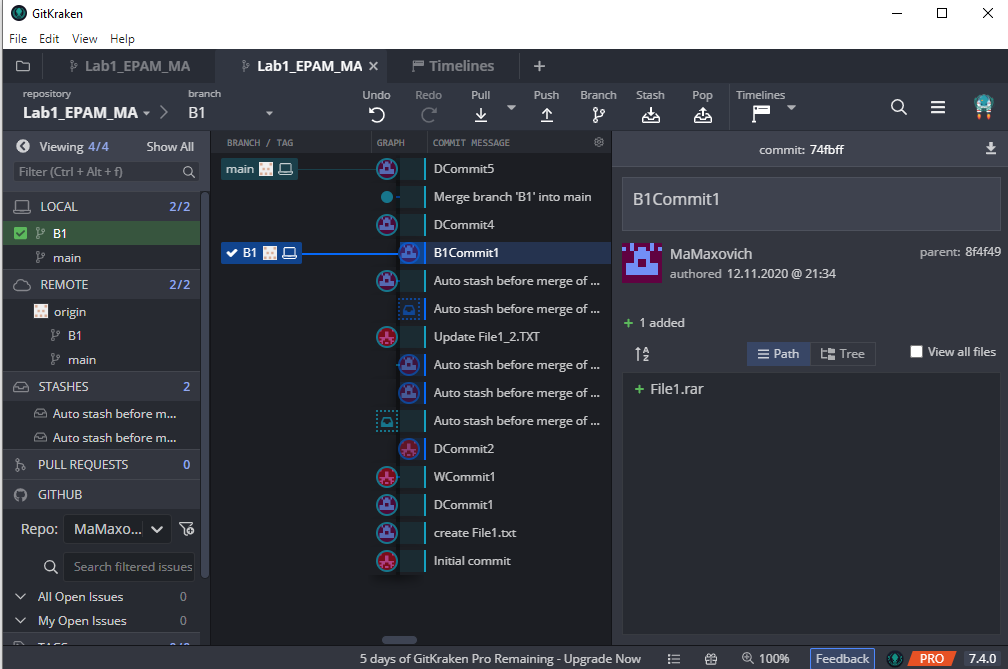 GitKraken
File Edit View Help
Lab1_EPAM_MA
Lab1_EPAM_MA
Timelines
repository
Lab1_EPAM_MA
branch
B1
Undo
Redo
Pull
Push
Branch
Stash
Pop
Timelines
Viewing 4/4 Show All
Filter (Ctrl + Alt + f)
LOCAL 2/2
B1
main
REMOTE 2/2
origin
B1
main
STASHES 2
Auto stash before m...
Auto stash before m...
PULL REQUESTS 0
GITHUB
Repo: MaMaxo...
Search filtered issues
All Open Issues 0
My Open Issues 0
BRANCH / TAG GRAPH COMMIT MESSAGE
main DCommit5
Merge branch 'B1' into main
DCommit4
B1 B1Commit1
Auto stash before merge of ...
Auto stash before merge of ...
Update File1_2.TXT
Auto stash before merge of ...
Auto stash before merge of ...
Auto stash before merge of ...
DCommit2
WCommit1
DCommit1
create File1.txt
Initial commit
commit: 74fbff
B1Commit1
MaMaxovich
authored 12.11.2020 @ 21:34
parent: 8f4f49
+ 1 added
Path Tree View all files
+ File1.rar
5 days of GitKraken Pro Remaining - Upgrade Now
100%
Feedback
PRO
7.4.0